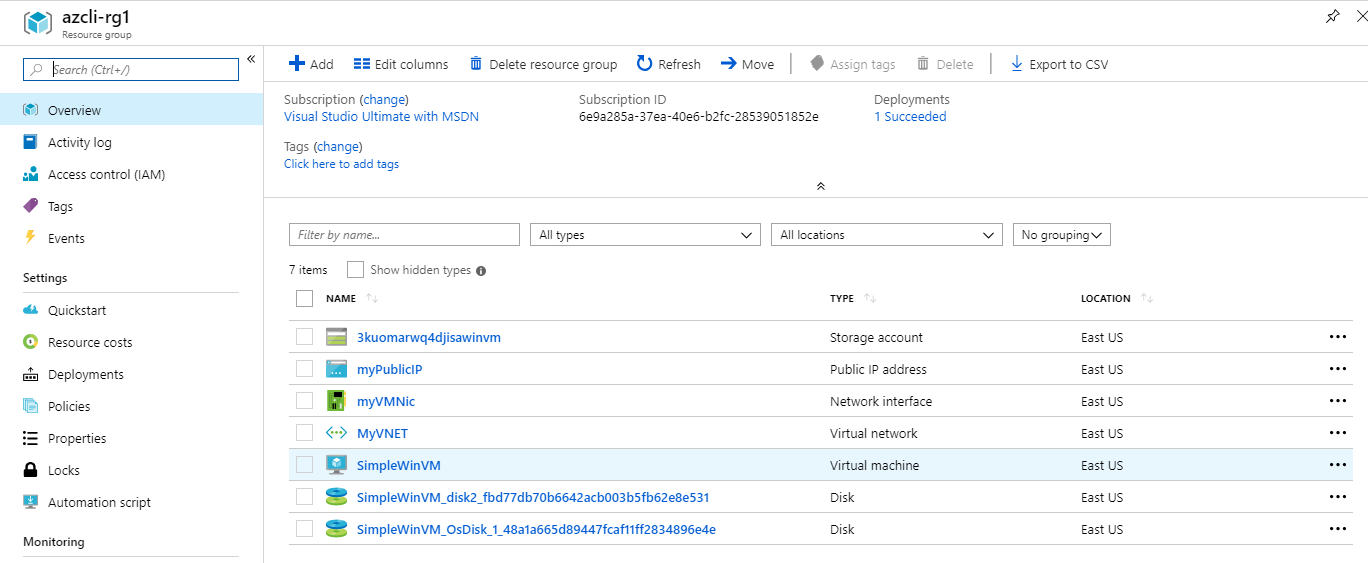 azcli-rg1
Resource group
Search (Ctrl+/)
Overview
Activity log
Access control (IAM)
Tags
Events
Settings
Quickstart
Resource costs
Deployments
Policies
Properties
Locks
Automation script
Monitoring
Add Edit columns Delete resource group Refresh Move Assign tags Delete Export to CSV
Subscription (change) Subscription ID Deployments
Visual Studio Ultimate with MSDN 6e9a285a-37ea-40e6-b2fc-28539051852e 1 Succeeded
Tags (change)
Click here to add tags
Filter by name... All types All locations No grouping
7 items Show hidden types
NAME TYPE LOCATION
3kuomarwq4djisawinvm Storage account East US
myPublicIP Public IP address East US
myVMNic Network interface East US
MyVNET Virtual network East US
SimpleWinVM Virtual machine East US
SimpleWinVM_disk2_fbd77db70b6642acb003b5fb62e8e531 Disk East US
SimpleWinVM_OsDisk_1_48a1a665d89447fcaf11ff2834896e4e Disk East US